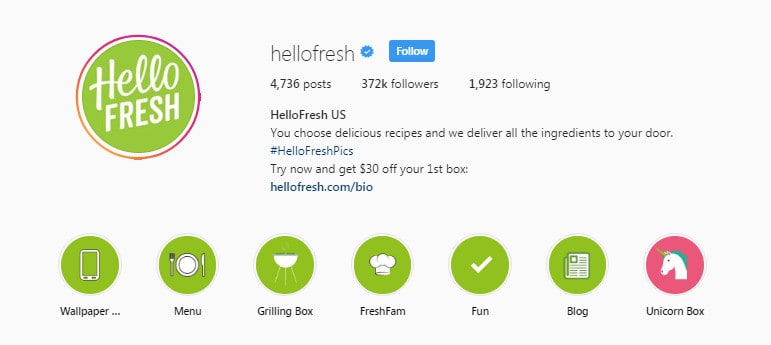 Hello
FRESH
hellofresh Follow
4,736 posts 372k followers 1,923 following
HelloFresh US
You choose delicious recipes and we deliver all the ingredients to your door.
#HelloFreshPics
Try now and get $30 off your 1st box:
hellofresh.com/bio
Wallpaper ... Menu Grilling Box FreshFam Fun Blog Unicorn Box